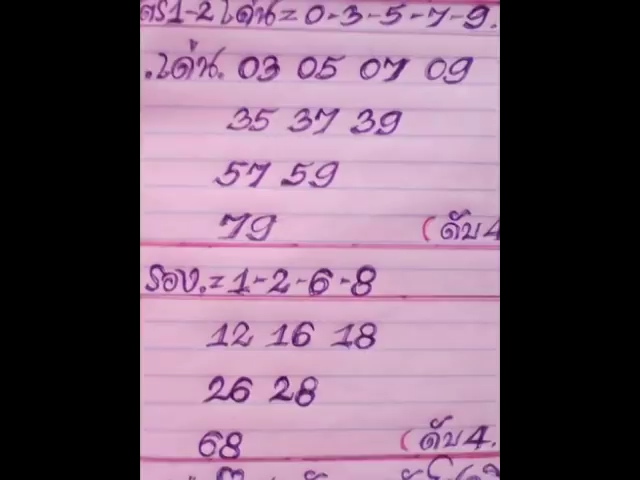 ตร1-2 เด่น=0-3-5-7-9.
.เด่น. 03 05 07 09
35 37 39
57 59
79 (ดับ4
รอง.=1-2-6-8
12 16 18
26 28
68 (ดับ4.